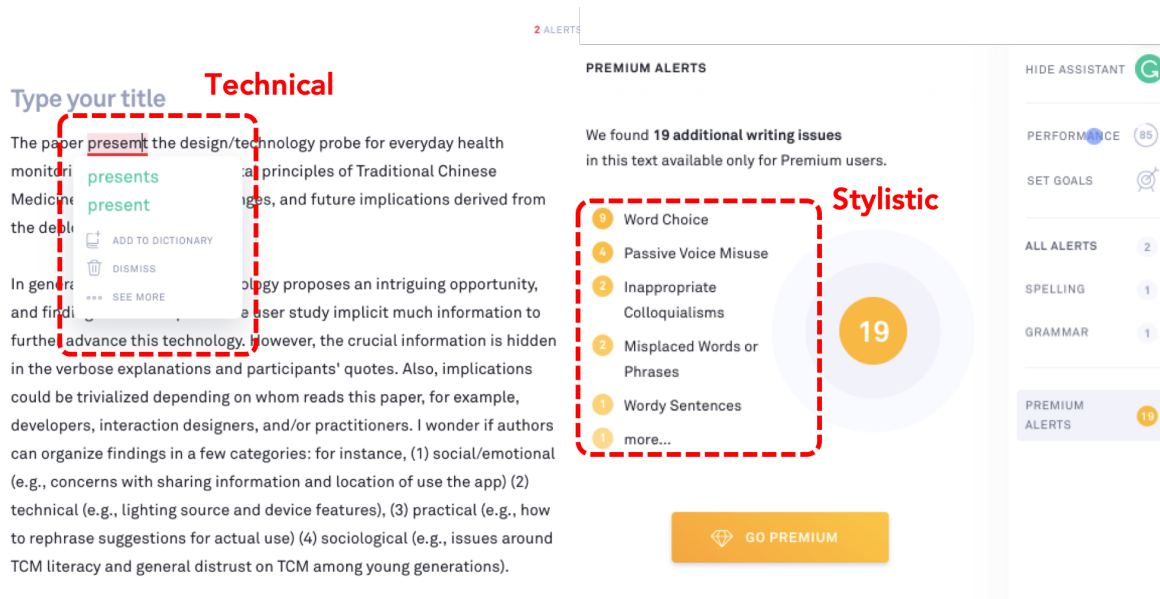 2 ALERTS
Technical
Type your title
The paper presemt the design/technology probe for everyday health
monitori principles of Traditional Chinese
Medicine ges, and future implications derived from
the depl
presents
present
ADD TO DICTIONARY
DISMISS
SEE MORE
In genera ology proposes an intriguing opportunity,
and findi e user study implicit much information to
further advance this technology. However, the crucial information is hidden
in the verbose explanations and participants' quotes. Also, implications
could be trivialized depending on whom reads this paper, for example,
developers, interaction designers, and/or practitioners. I wonder if authors
can organize findings in a few categories: for instance, (1) social/emotional
(e.g., concerns with sharing information and location of use the app) (2)
technical (e.g., lighting source and device features), (3) practical (e.g., how
to rephrase suggestions for actual use) (4) sociological (e.g., issues around
TCM literacy and general distrust on TCM among young generations).
PREMIUM ALERTS
We found 19 additional writing issues
in this text available only for Premium users.
Stylistic
9 Word Choice
4 Passive Voice Misuse
2 Inappropriate
Colloquialisms
2 Misplaced Words or
Phrases
1 Wordy Sentences
1 more...
19
GO PREMIUM
HIDE ASSISTANT
PERFORMANCE 85
SET GOALS
ALL ALERTS 2
SPELLING 1
GRAMMAR 1
PREMIUM
ALERTS 19